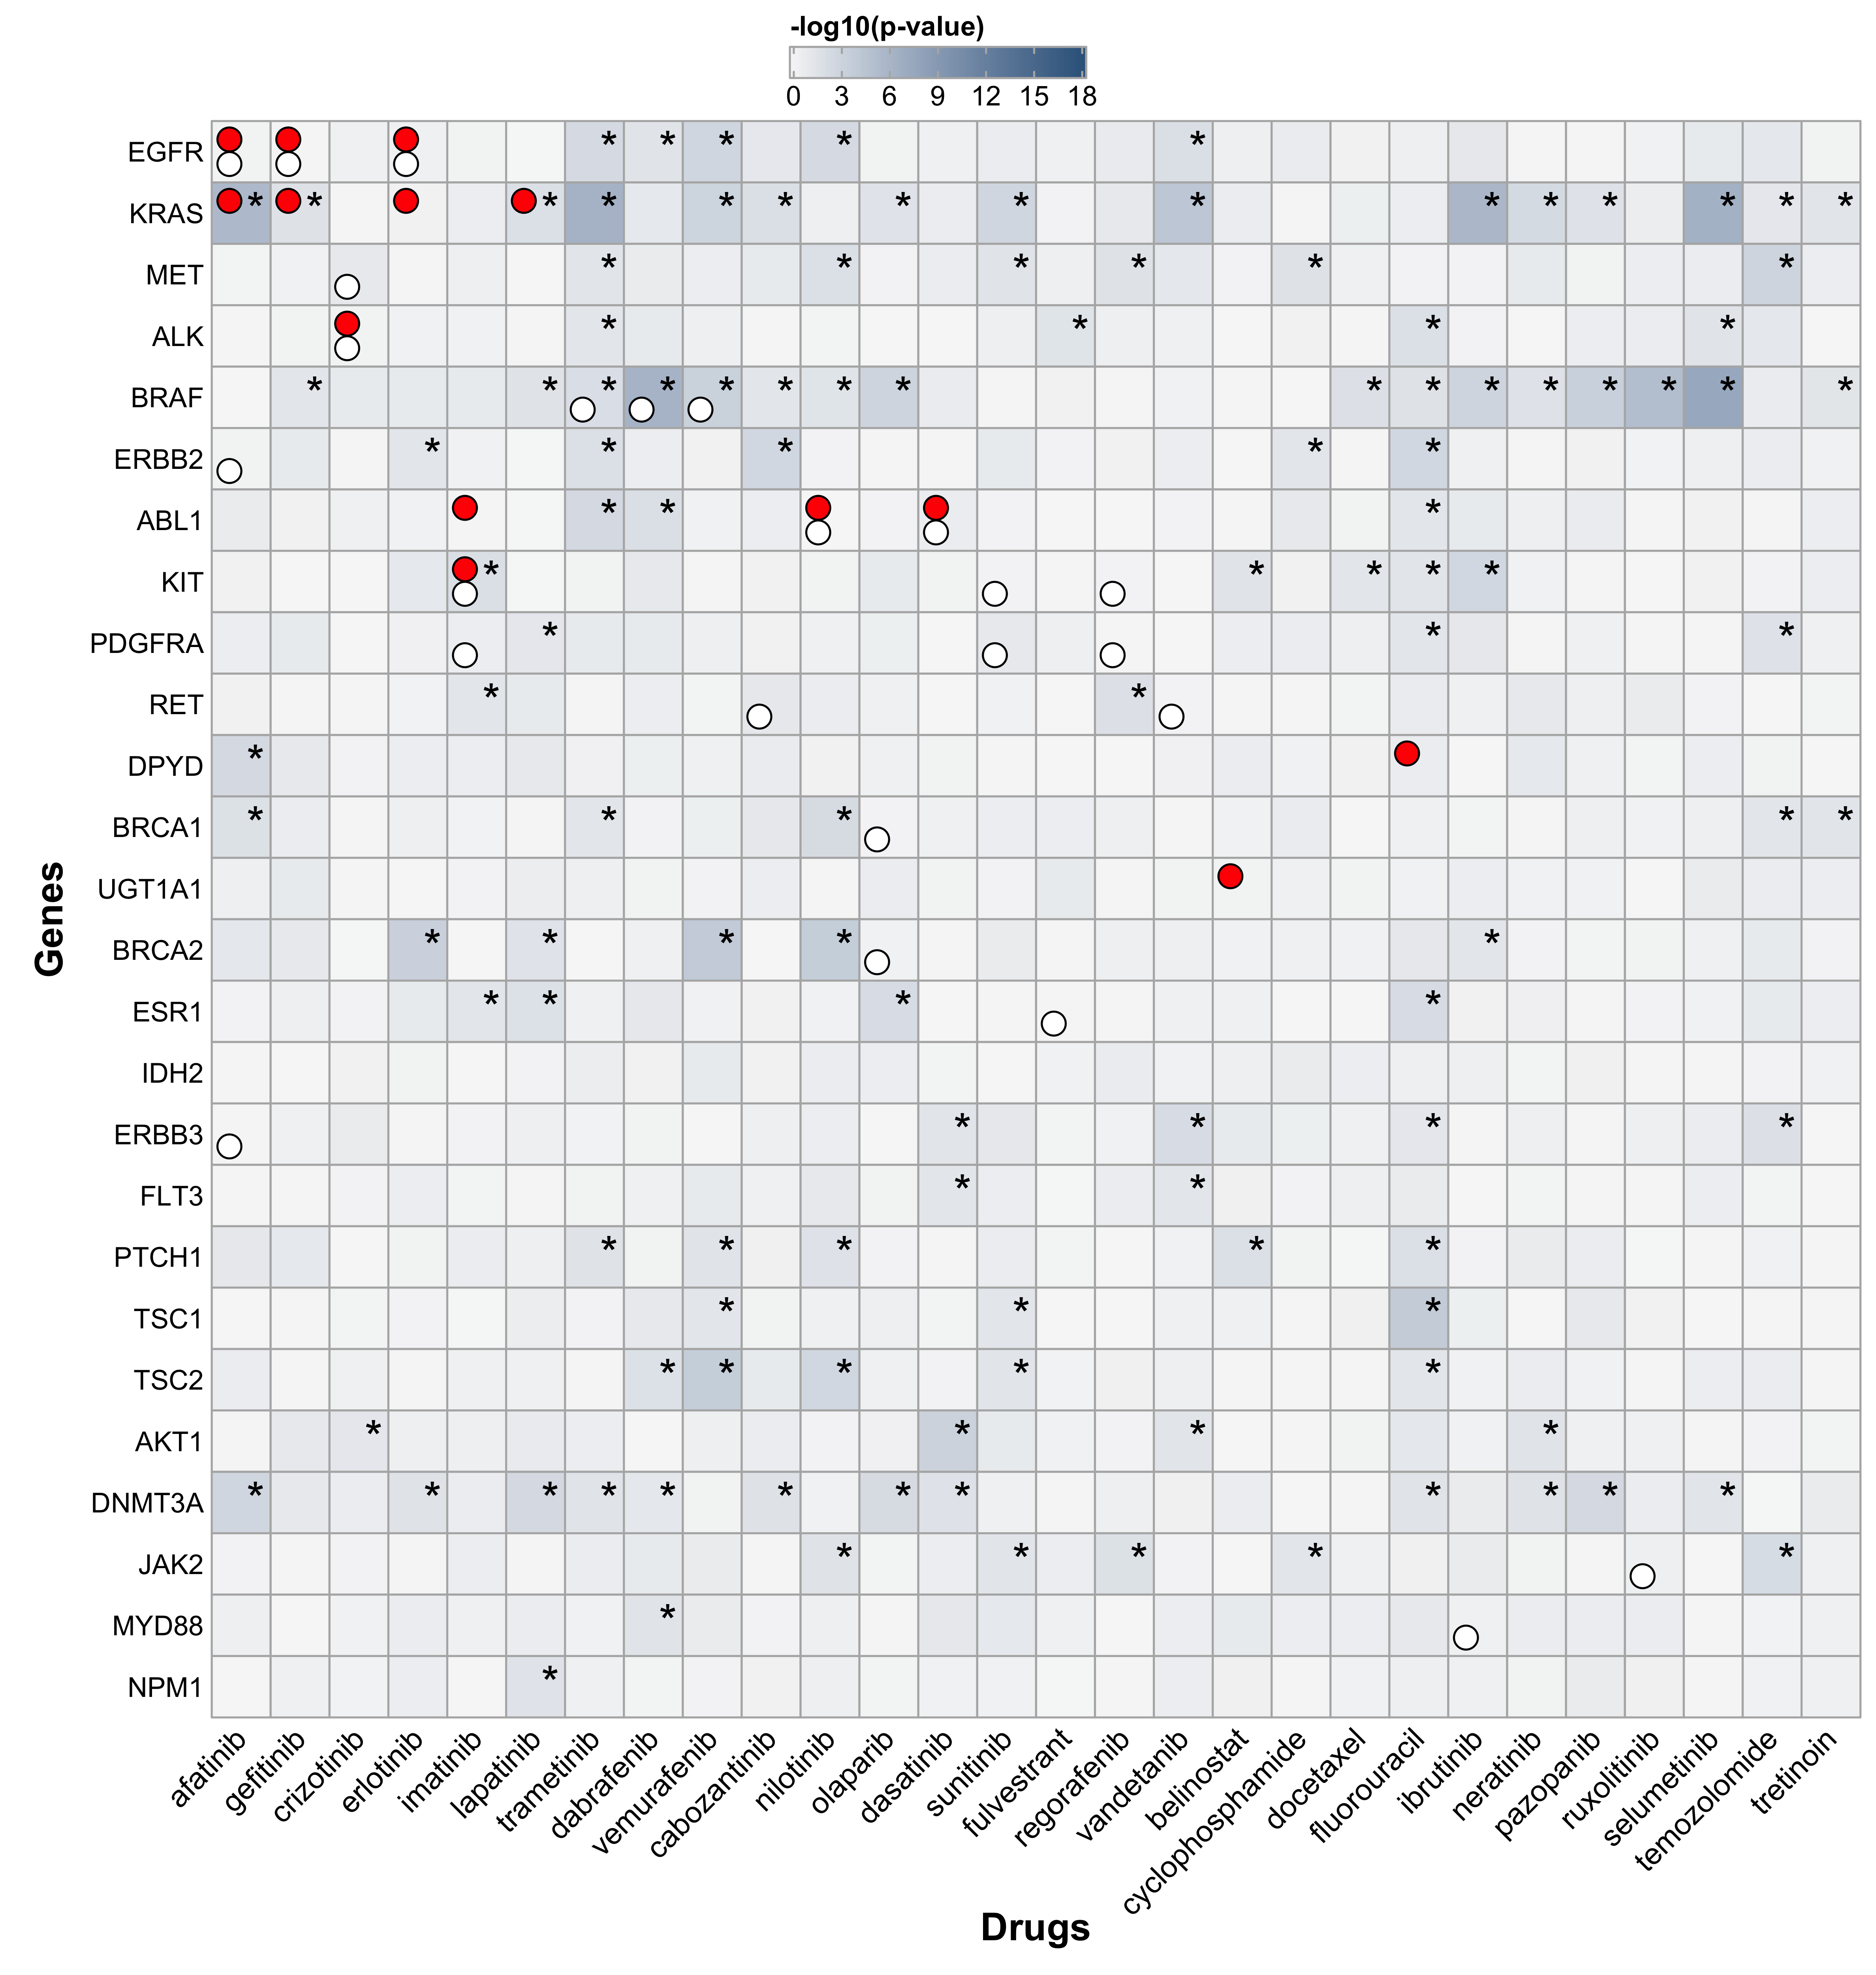 -log10(p-value)
0 3 6 9 12 15 18
EGFR * * * * *
KRAS * * * * * * * * * * * * * * *
MET * * * * * *
ALK * * * *
BRAF * * * * * * * * * * * * * * * *
ERBB2 * * * * *
ABL1 * * *
KIT * * * * *
PDGFRA * * *
RET * *
DPYD *
BRCA1 * * * * *
UGT1A1
BRCA2 * * * * *
ESR1 * * * *
IDH2
ERBB3 * * * *
FLT3 * *
PTCH1 * * * * *
TSC1 * * *
TSC2 * * * * *
AKT1 * * * *
DNMT3A * * * * * * * * * * * *
JAK2 * * * * *
MYD88 *
NPM1 *
Genes
afatinib
gefitinib
crizotinib
erlotinib
imatinib
lapatinib
trametinib
dabrafenib
vemurafenib
cabozantinib
nilotinib
olaparib
dasatinib
sunitinib
fulvestrant
regorafenib
vandetanib
belinostat
cyclophosphamide
docetaxel
fluorouracil
ibrutinib
neratinib
pazopanib
ruxolitinib
selumetinib
temozolomide
tretinoin
Drugs